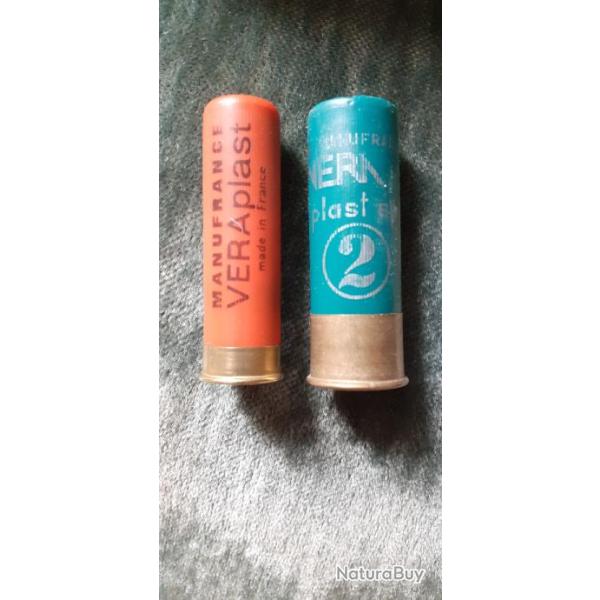 MANUFRANCE
VERAplast
made in France
plast
2
NaturaBuy